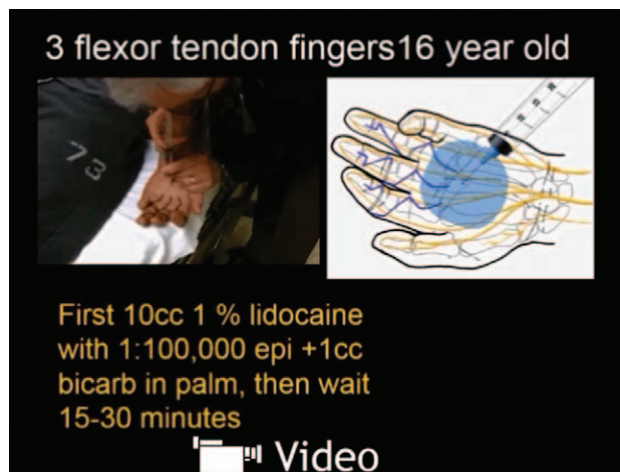 3 flexor tendon fingers16 year old
73
First 10cc 1 % lidocaine
with 1:100,000 epi +1cc
bicarb in palm, then wait
15-30 minutes
Video